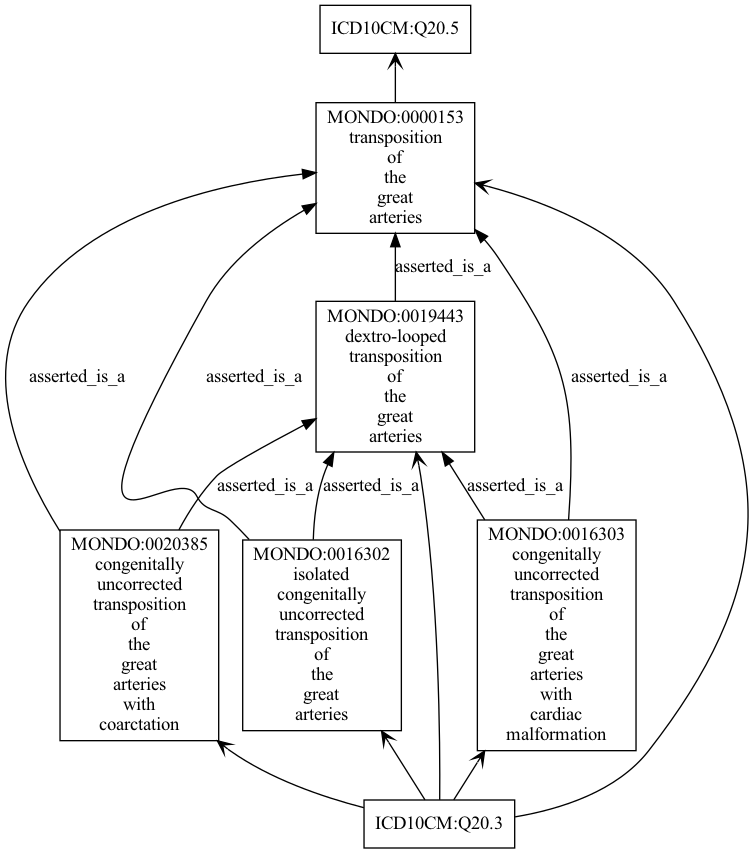 ICD10CM:Q20.5
MONDO:0000153
transposition
of
the
great
arteries
asserted_is_a
MONDO:0019443
dextro-looped
transposition
of
the
great
arteries
asserted_is_a
asserted_is_a
asserted_is_a
asserted_is_a
asserted_is_a
asserted_is_a
MONDO:0020385
congenitally
uncorrected
transposition
of
the
great
arteries
with
coarctation
MONDO:0016302
isolated
congenitally
uncorrected
transposition
of
the
great
arteries
MONDO:0016303
congenitally
uncorrected
transposition
of
the
great
arteries
with
cardiac
malformation
ICD10CM:Q20.3